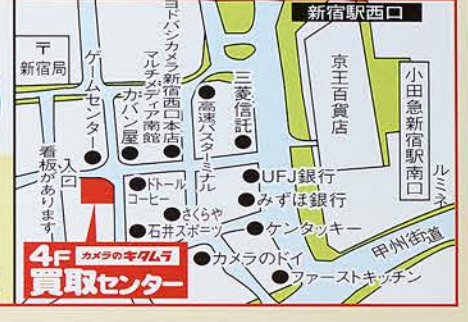 新宿駅西口
〒
新宿局
ゲームセンター
カバン屋
ヨドバシカメラ新宿西口本店
マルチメディア南館
高速バスターミナル
三菱信託
京王百貨店
小田急新宿駅南口
ルミネ
入口
看板があります
ドトール
コーヒー
さくらや
石井スポーツ
UFJ銀行
みずほ銀行
ケンタッキー
カメラのドイ
ファーストキッチン
甲州街道
4F カメラのキタムラ
買取センター